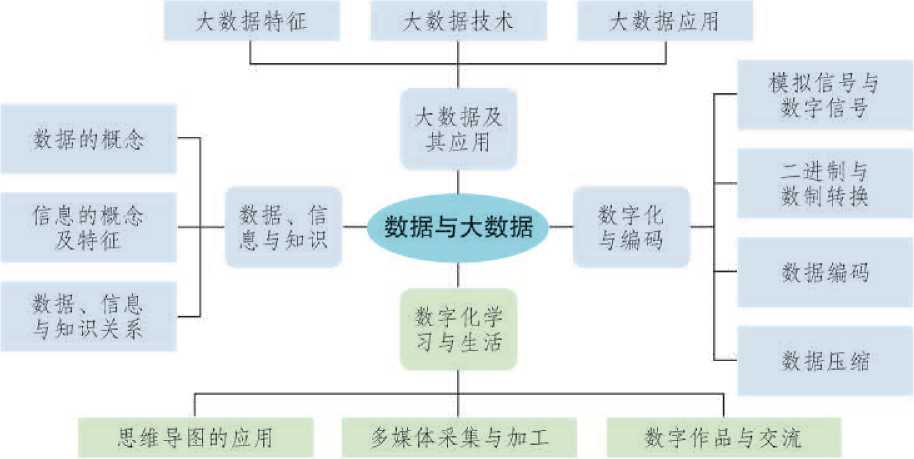 大数据特征
大数据技术
大数据应用
大数据及
其应用
模拟信号与
数字信号
数据的概念
二进制与
数制转换
信息的概念
及特征
数据、信
息与知识
数据与大数据
数字化
与编码
数据编码
数据、信息
与知识关系
数字化学
习与生活
数据压缩
思维导图的应用
多媒体采集与加工
数字作品与交流